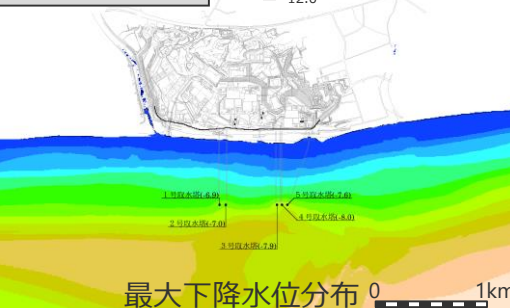 12.0
1号取水塔(-6.9)
5号取水塔(-7.6)
2号取水塔(-7.0)
4号取水塔(-8.0)
3号取水塔(-7.9)
最大下降水位分布
0 1km